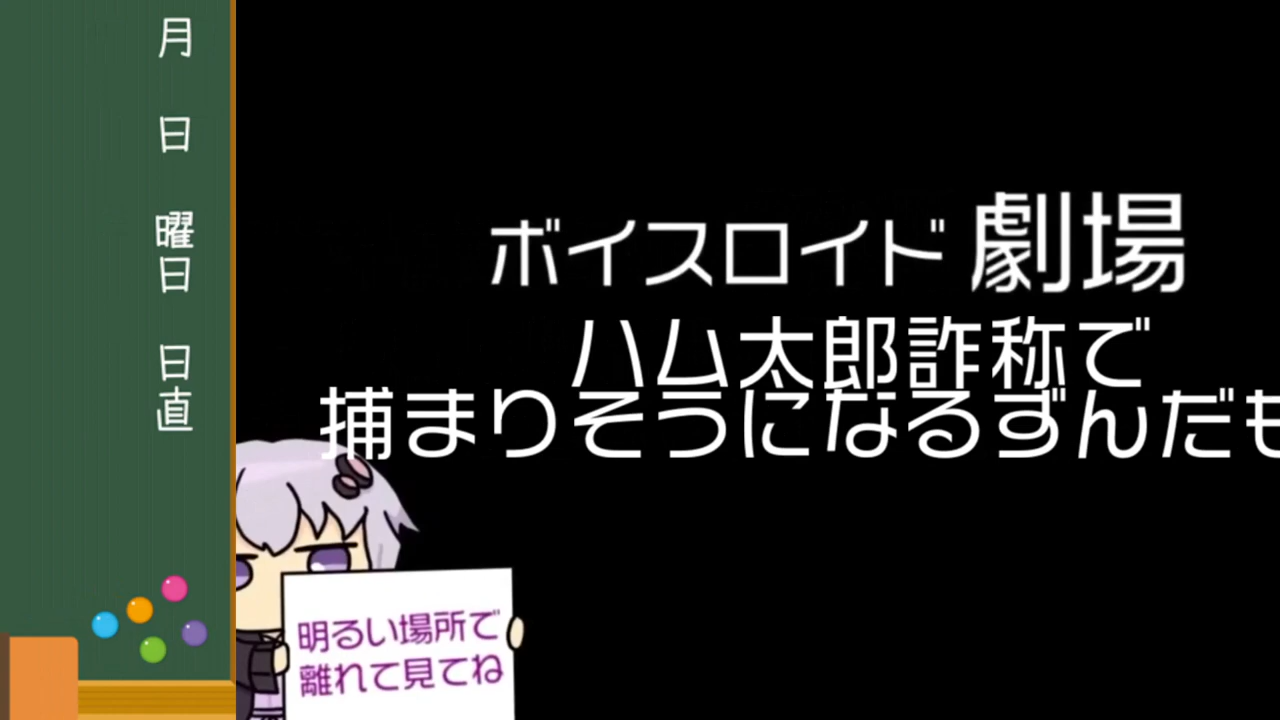 月
日
曜
日
日
直
ボイスロイド劇場
ハム太郎詐称で
捕まりそうになるずんだも
明るい場所で
離れて見てね